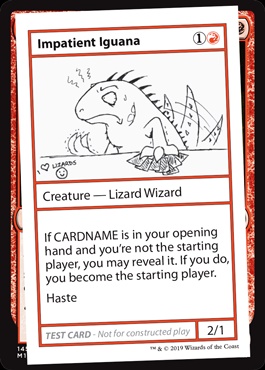 Impatient Iguana 1
I ♡ LIZARDS
Creature — Lizard Wizard
If CARDNAME is in your opening
hand and you're not the starting
player, you may reveal it. If you do,
you become the starting player.
Haste
TEST CARD - Not for constructed play
2/1
™ & © 2019 Wizards of the Coast